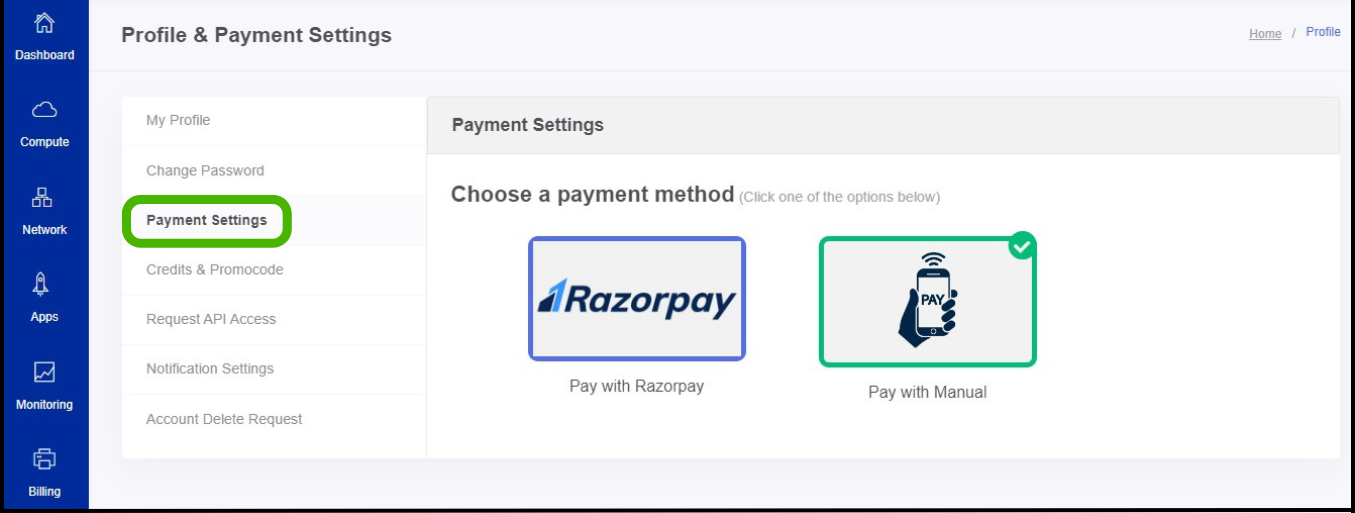 Dashboard
Compute
Network
Apps
Monitoring
Billing
Profile & Payment Settings
Home / Profile
My Profile
Change Password
Payment Settings
Credits & Promocode
Request API Access
Notification Settings
Account Delete Request
Payment Settings
Choose a payment method (Click one of the options below)
Razorpay
Pay with Razorpay
PAY
Pay with Manual